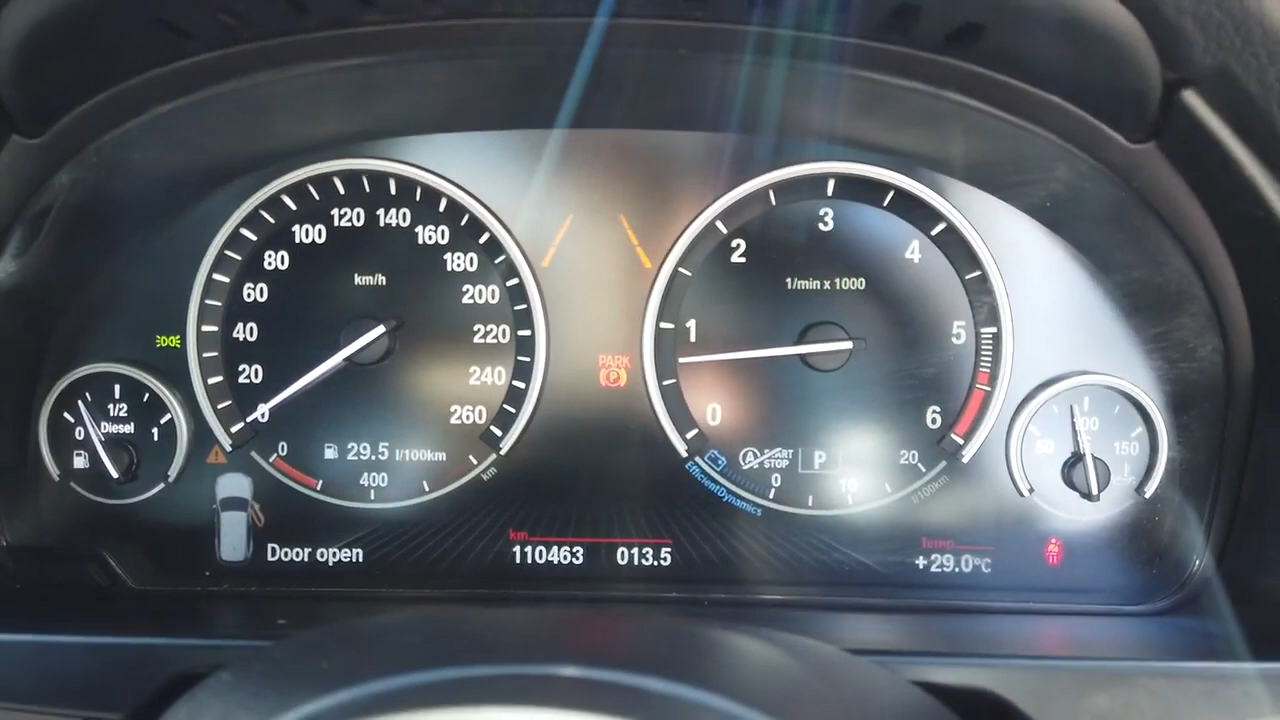 20
40
60
80
100
120
140
160
180
200
220
240
260
0
km/h
0
1/2
1
Diesel
0
29.5 l/100km
400
km
Door open
PARK
P
km
110463 013.5
0
1
2
3
4
5
6
1/min x 1000
A START
STOP
P
0
10
20
l/100km
EfficientDynamics
50
100
150
Temp
+29.0°C